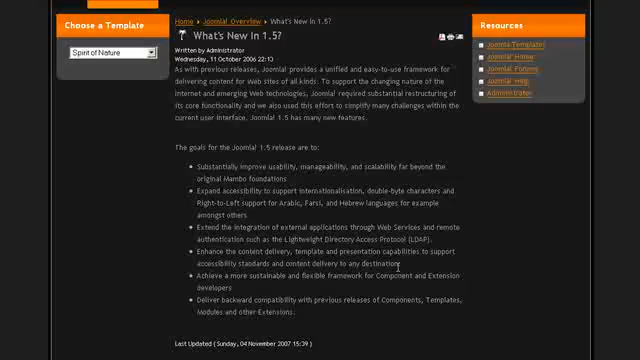 Choose a Template
Spirit of Nature
Home Joomla! Overview What's New In 1.5?
What's New In 1.5?
Written by Administrator
Wednesday, 11 October 2006 22:13
As with previous releases, Joomla! provides a unified and easy-to-use framework for
delivering content for Web sites of all kinds. To support the changing nature of the
Internet and emerging Web technologies, Joomla! required substantial restructuring of
its core functionality and we also used this effort to simplify many challenges within the
current user interface. Joomla! 1.5 has many new features.
The goals for the Joomla! 1.5 release are to:
Substantially improve usability, manageability, and scalability far beyond the
original Mambo foundations
Expand accessibility to support internationalisation, double-byte characters and
Right-to-Left support for Arabic, Farsi, and Hebrew languages for example
amongst others
Extend the integration of external applications through Web Services and remote
authentication such as the Lightweight Directory Access Protocol (LDAP).
Enhance the content delivery, template and presentation capabilities to support
accessibility standards and content delivery to any destination.
Achieve a more sustainable and flexible framework for Component and Extension
developers
Deliver backward compatibility with previous releases of Components, Templates,
Modules and other Extensions.
Last Updated ( Sunday, 04 November 2007 15:39 )
Resources
Joomla Templates
Joomla! Home
Joomla! Forums
Joomla! Help
Administrator